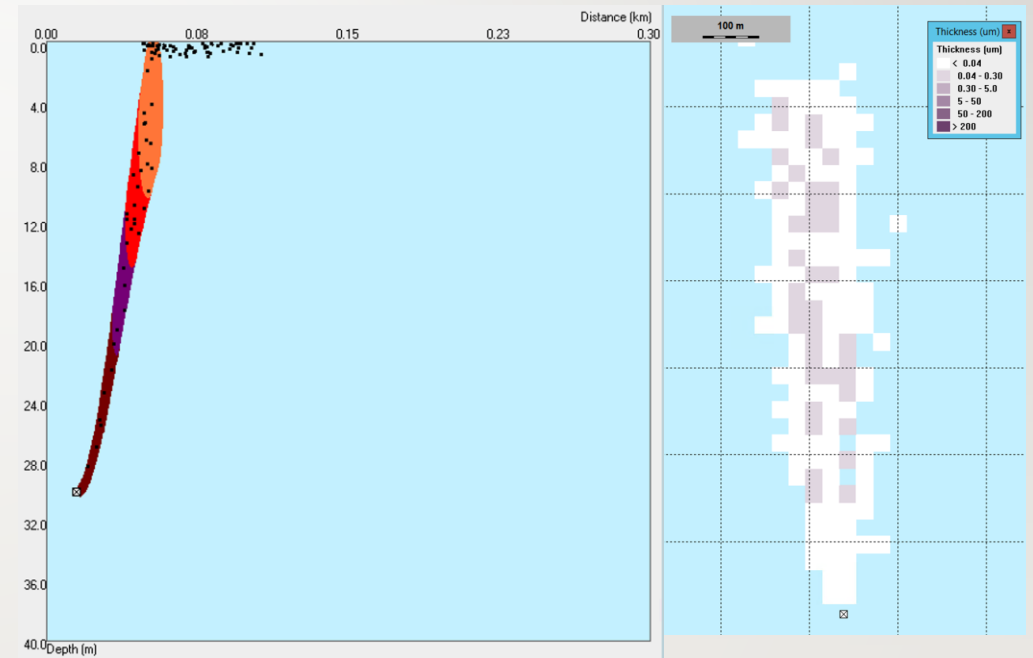 Distance (km)
0.00 0.08 0.15 0.23 0.30
0.0
4.0
8.0
12.0
16.0
20.0
24.0
28.0
32.0
36.0
40.0
Depth (m)
100 m
Thickness (um) x
Thickness (um)
< 0.04
0.04 - 0.30
0.30 - 5.0
5 - 50
50 - 200
> 200